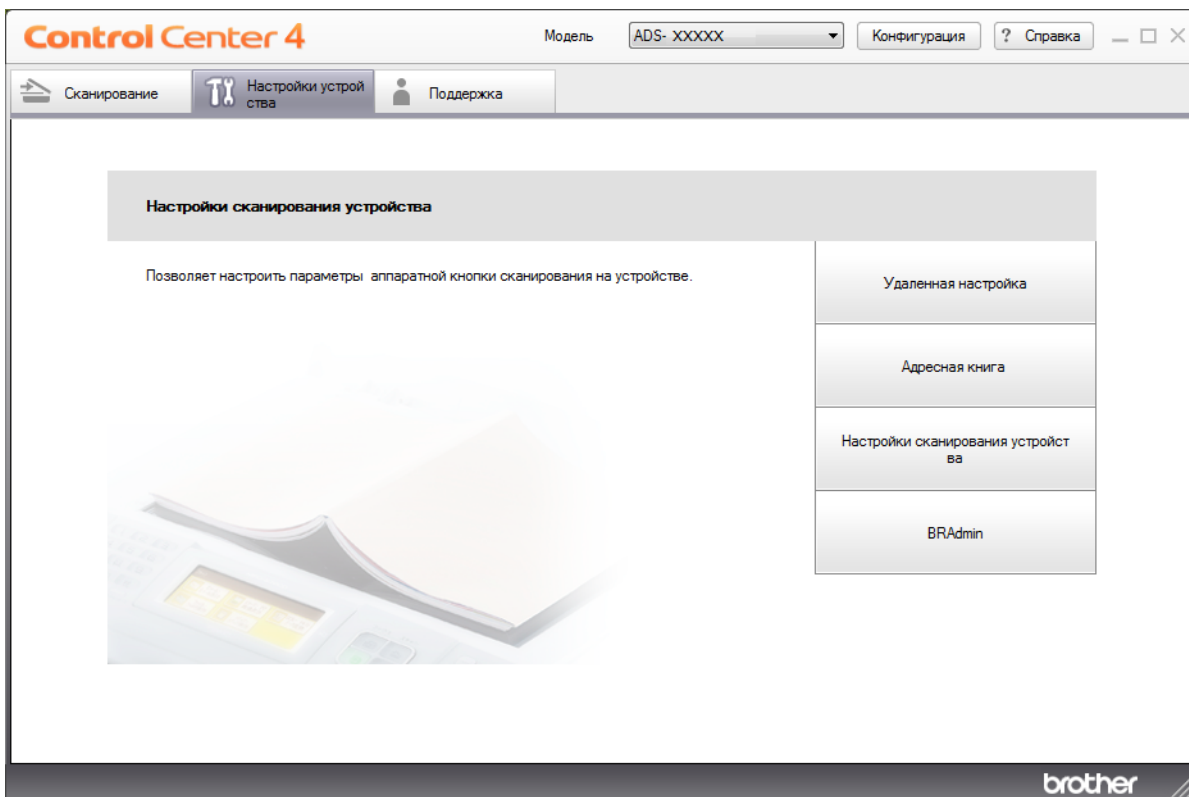 Control Center 4
Модель
ADS- XXXXX
Конфигурация
? Справка
Сканирование
Настройки устрой
ства
Поддержка
Настройки сканирования устройства
Позволяет настроить параметры аппаратной кнопки сканирования на устройстве.
Удаленная настройка
Адресная книга
Настройки сканирования устройст
ва
BRAdmin
brother